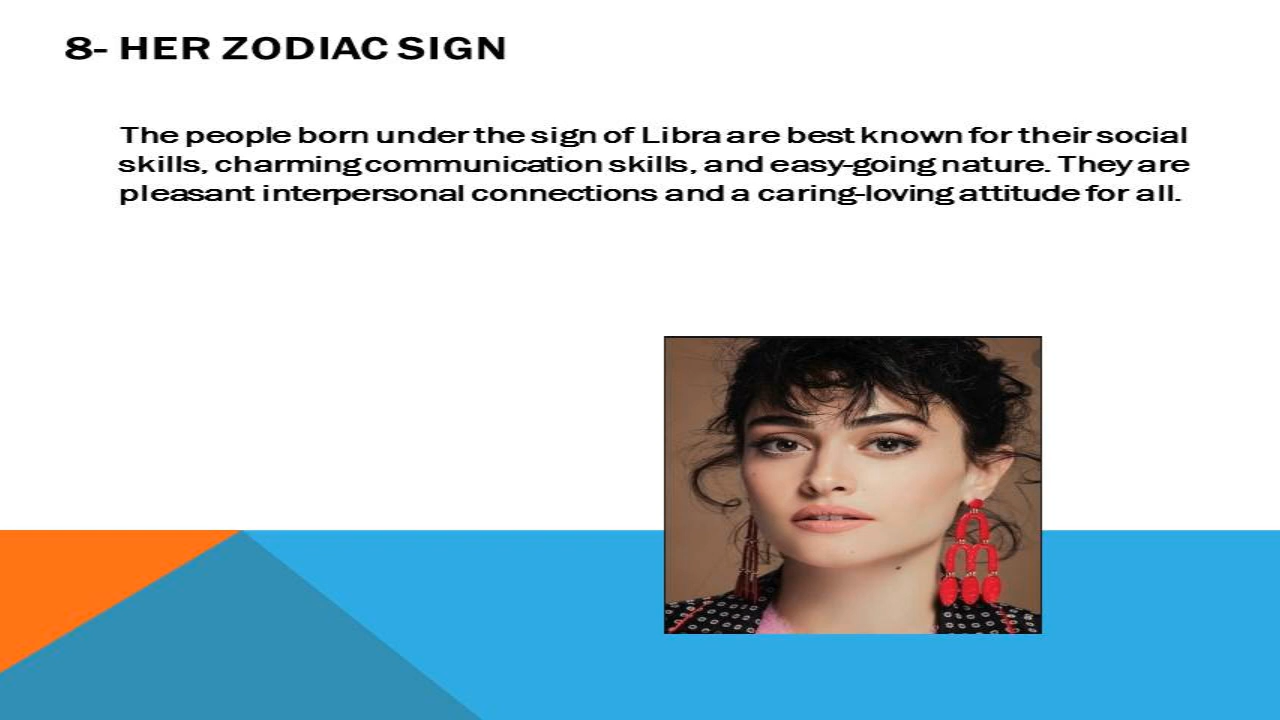 8- HER ZODIAC SIGN
The people born under the sign of Libra are best known for their social
skills, charming communication skills, and easy-going nature. They are
pleasant interpersonal connections and a caring-loving attitude for all.